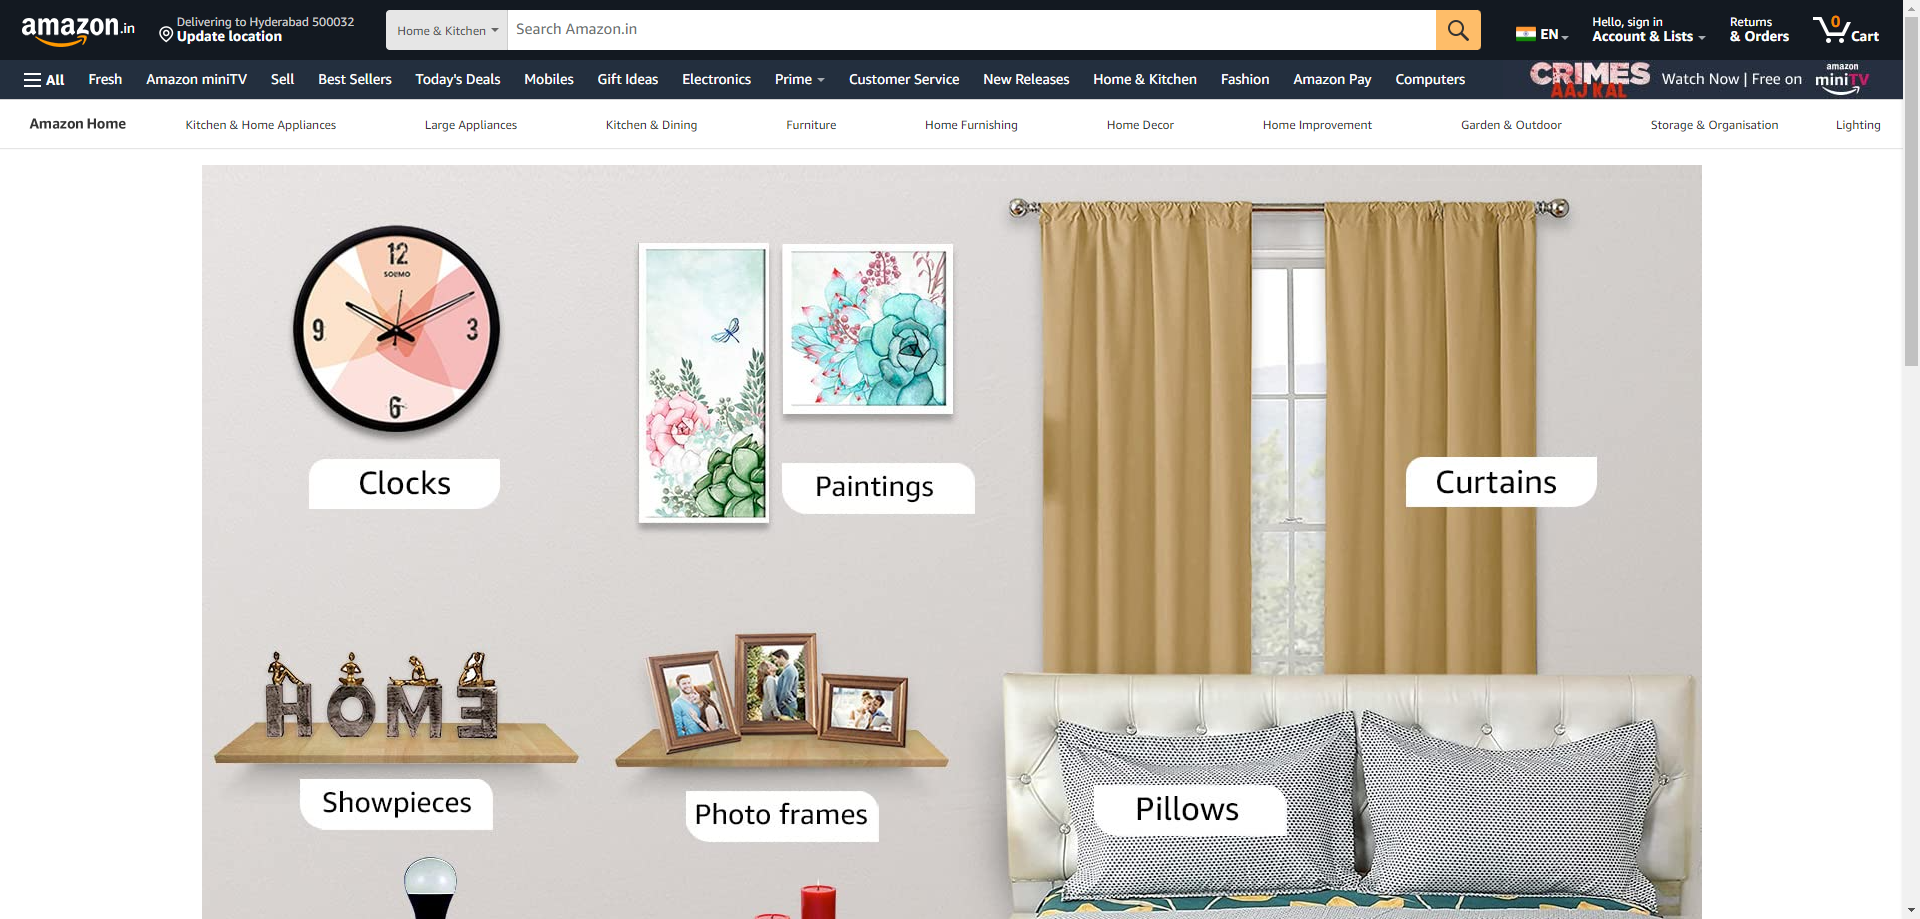 amazon.in
Delivering to Hyderabad 500032
Update location
Home & Kitchen
Search Amazon.in
EN
Hello, sign in
Account & Lists
Returns
& Orders
0
Cart
All
Fresh
Amazon miniTV
Sell
Best Sellers
Today's Deals
Mobiles
Gift Ideas
Electronics
Prime
Customer Service
New Releases
Home & Kitchen
Fashion
Amazon Pay
Computers
CRIMES
AAJ KAL
Watch Now | Free on
amazon
miniTV
Amazon Home
Kitchen & Home Appliances
Large Appliances
Kitchen & Dining
Furniture
Home Furnishing
Home Decor
Home Improvement
Garden & Outdoor
Storage & Organisation
Lighting
12
SOLIMO
9
3
6
Clocks
Paintings
Curtains
HOME
Showpieces
Photo frames
Pillows